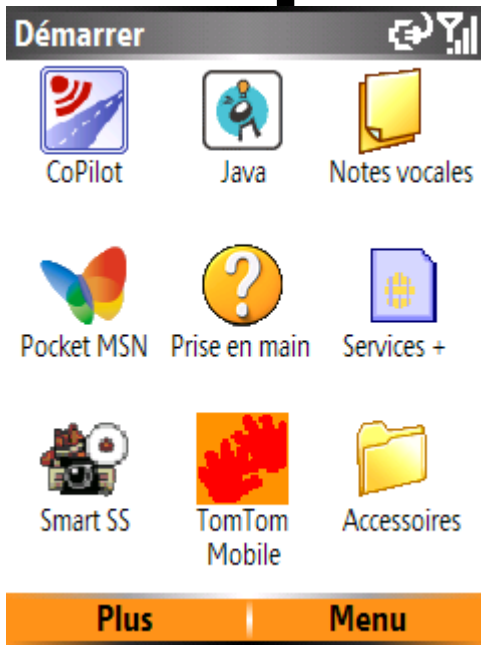 Démarrer
CoPilot
Java
Notes vocales
Pocket MSN
Prise en main
Services +
Smart SS
TomTom
Mobile
Accessoires
Plus
Menu